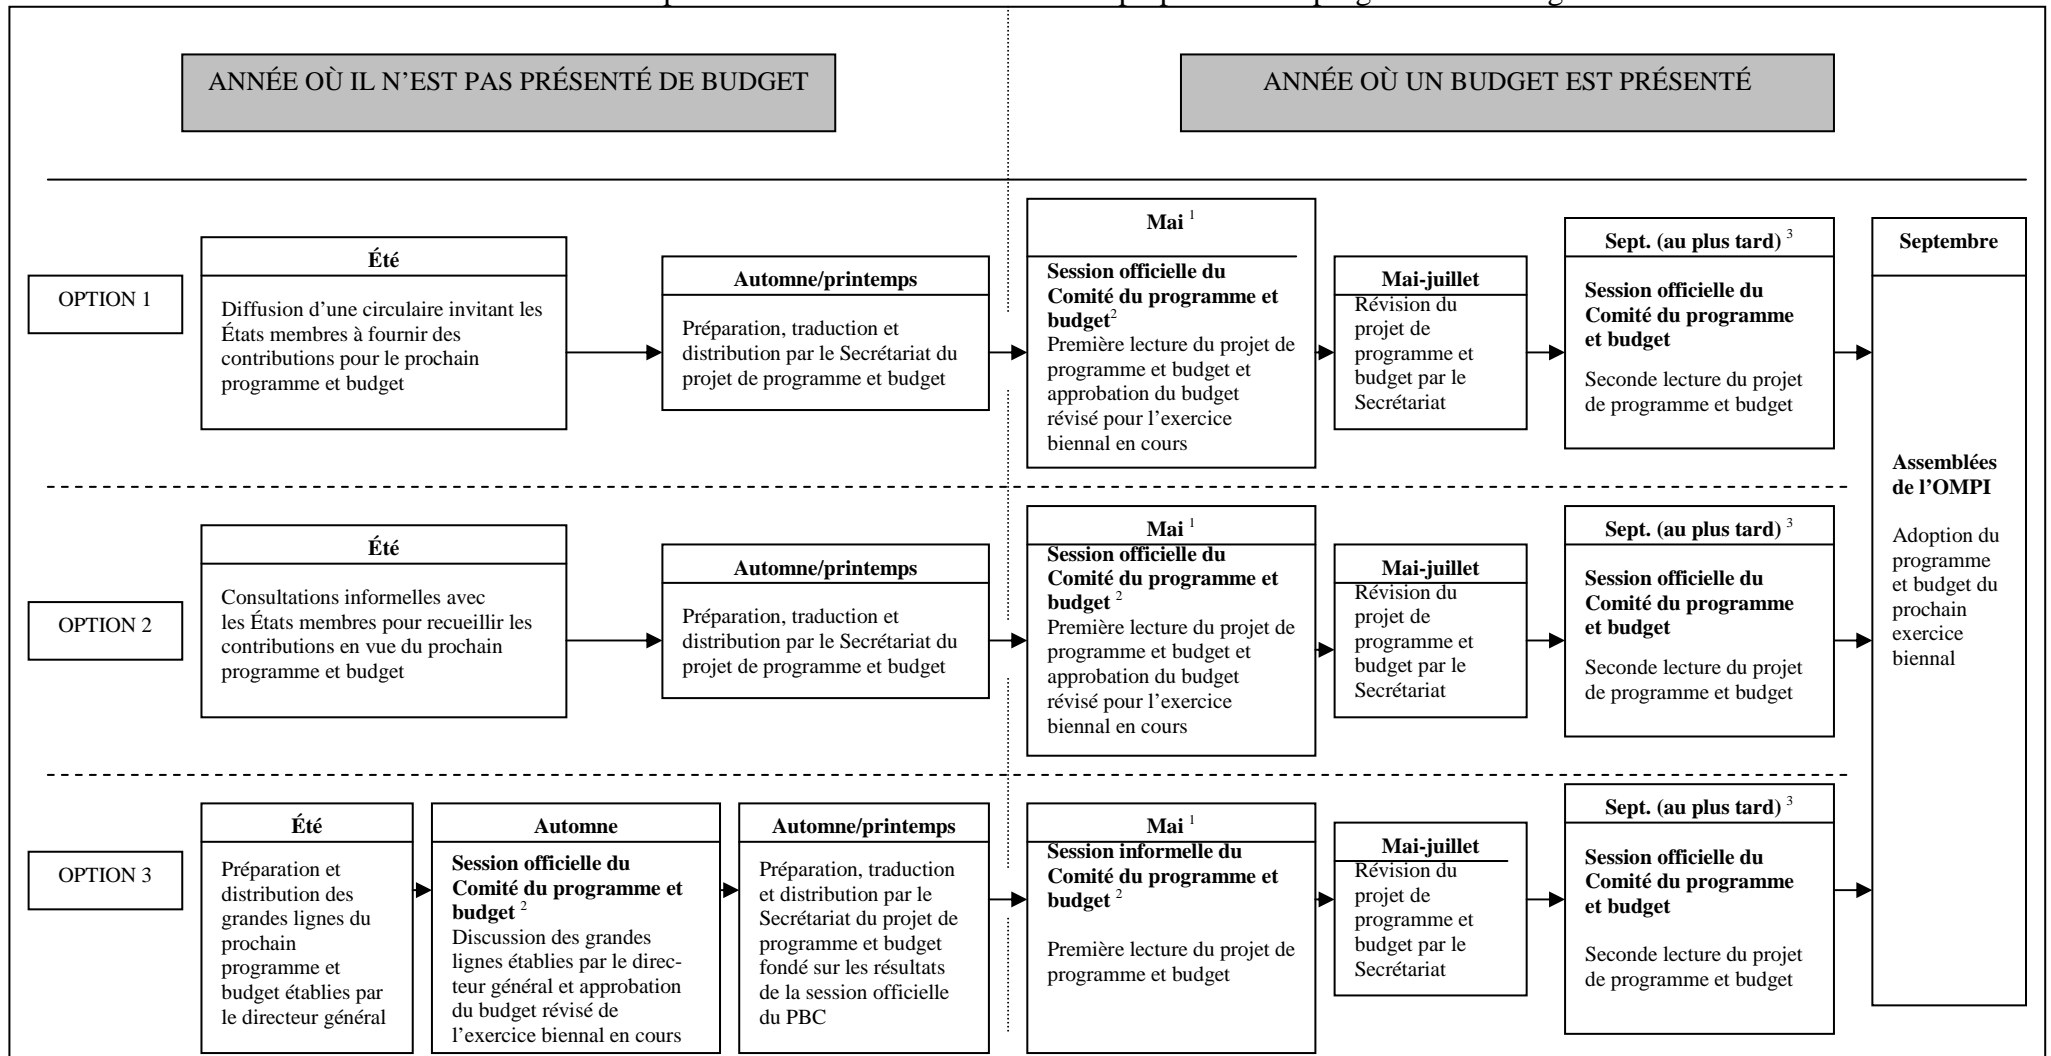 ANNÉE OÙ IL N’EST PAS PRÉSENTÉ DE BUDGET
ANNÉE OÙ UN BUDGET EST PRÉSENTÉ
OPTION 1
Été
Diffusion d’une circulaire invitant les
États membres à fournir des
contributions pour le prochain
programme et budget
Automne/printemps
Préparation, traduction et
distribution par le Secrétariat du
projet de programme et budget
Mai 1
Session officielle du
Comité du programme et
budget2
Première lecture du projet de
programme et budget et
approbation du budget
révisé pour l’exercice
biennal en cours
Mai-juillet
Révision du
projet de
programme et
budget par le
Secrétariat
Sept. (au plus tard) 3
Session officielle du
Comité du programme
et budget
Seconde lecture du projet
de programme et budget
Septembre
Assemblées
de l’OMPI
Adoption du
programme
et budget du
prochain
exercice
biennal
OPTION 2
Été
Consultations informelles avec
les États membres pour recueillir les
contributions en vue du prochain
programme et budget
Automne/printemps
Préparation, traduction et
distribution par le Secrétariat du
projet de programme et budget
Mai 1
Session officielle du
Comité du programme et
budget 2
Première lecture du projet de
programme et budget et
approbation du budget
révisé pour l’exercice
biennal en cours
Mai-juillet
Révision du
projet de
programme et
budget par le
Secrétariat
Sept. (au plus tard) 3
Session officielle du
Comité du programme
et budget
Seconde lecture du projet
de programme et budget
OPTION 3
Été
Préparation et
distribution des
grandes lignes du
prochain
programme et
budget établies par
le directeur général
Automne
Session officielle du
Comité du programme et
budget 2
Discussion des grandes
lignes établies par le direc-
teur général et approbation
du budget révisé de
l’exercice biennal en cours
Automne/printemps
Préparation, traduction
et distribution par le
Secrétariat du projet de
programme et budget
fondé sur les résultats
de la session officielle
du PBC
Mai 1
Session informelle du
Comité du programme et
budget 2
Première lecture du projet de
programme et budget
Mai-juillet
Révision du
projet de
programme et
budget par le
Secrétariat
Sept. (au plus tard) 3
Session officielle du
Comité du programme
et budget
Seconde lecture du projet
de programme et budget